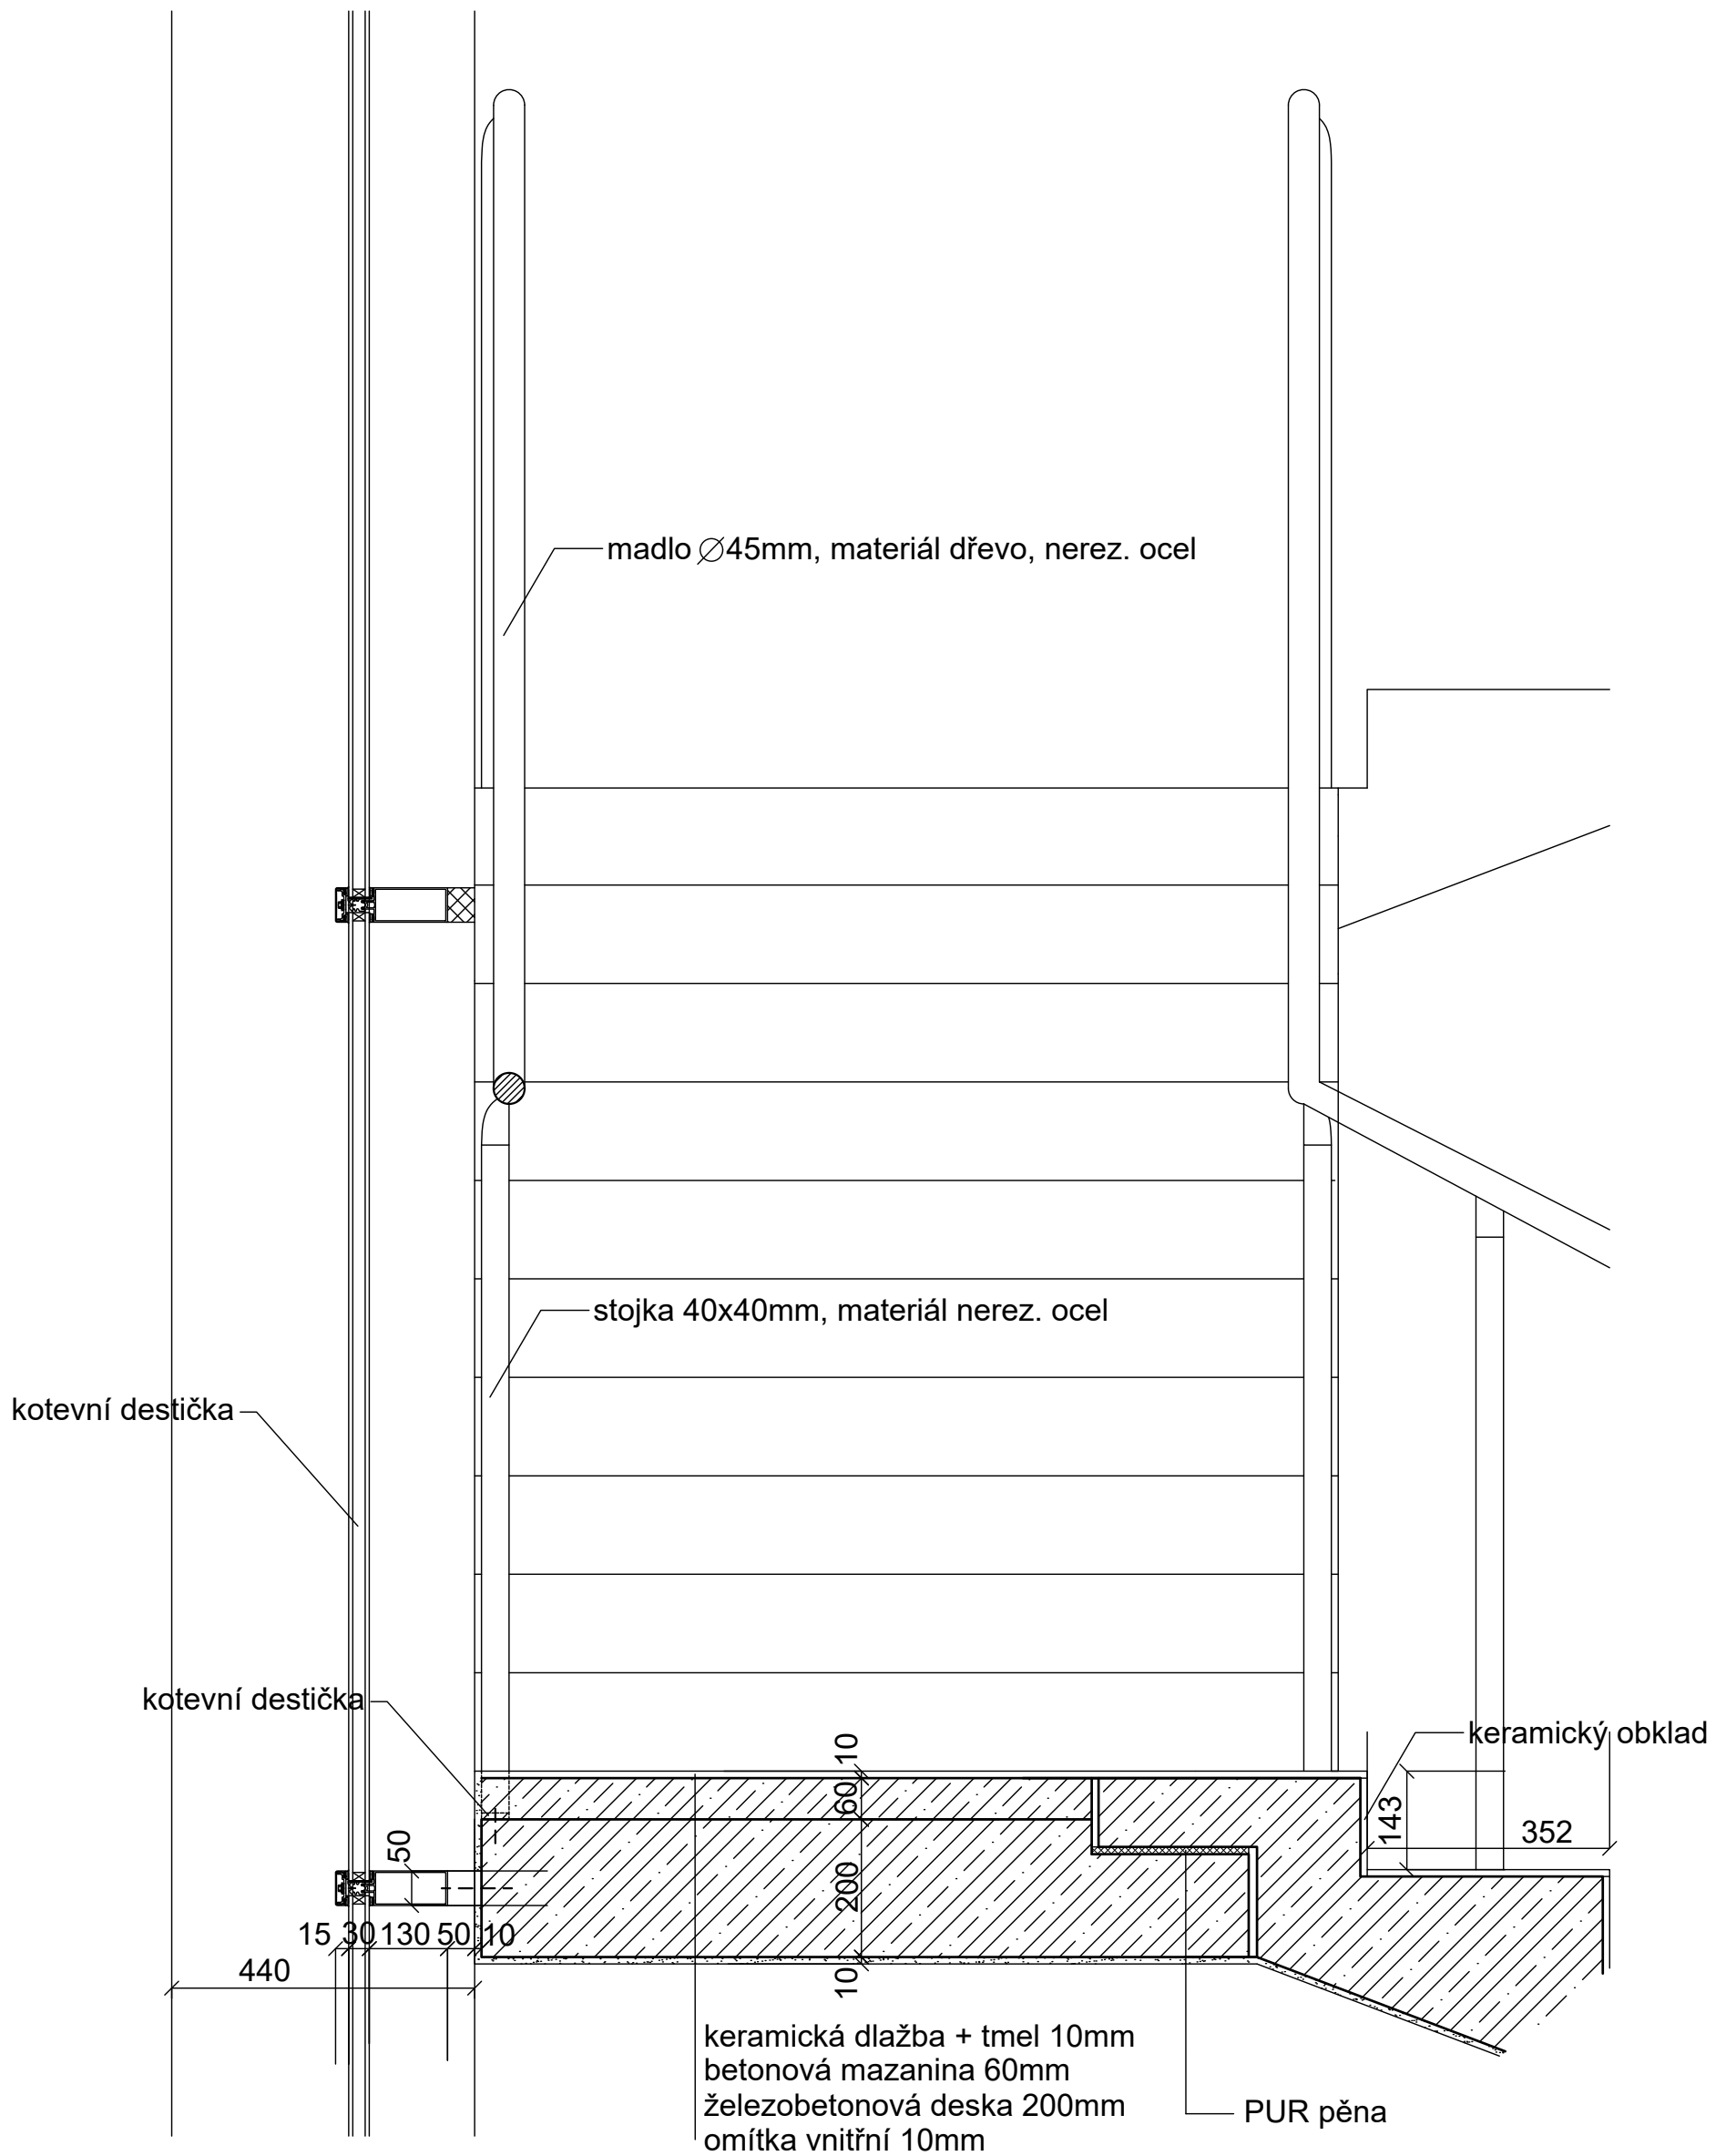 madlo ∅45mm, materiál dřevo, nerez. ocel
stojka 40x40mm, materiál nerez. ocel
kotevní destička
kotevní destička
keramický obklad
10
60
143
352
50
200
15 30 130 50 10
440
10
keramická dlažba + tmel 10mm
betonová mazanina 60mm
železobetonová deska 200mm
omítka vnitřní 10mm
PUR pěna